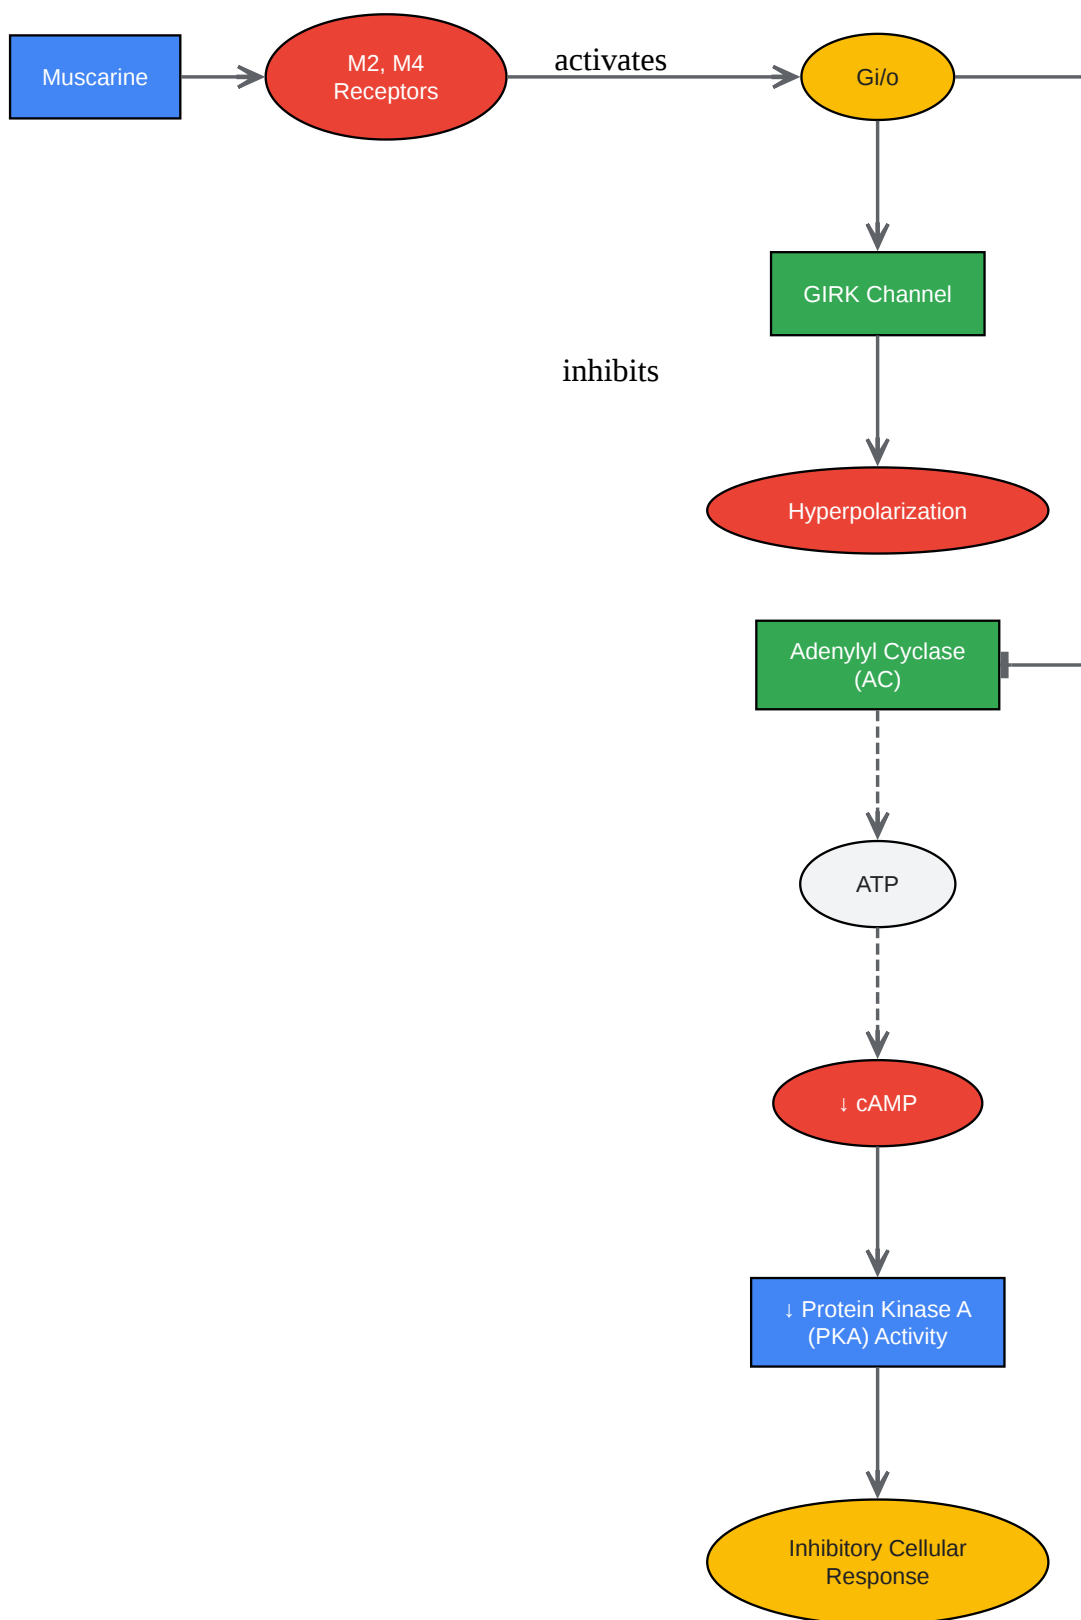 Muscarine
M2, M4
Receptors
activates
Gi/o
GIRK Channel
inhibits
Hyperpolarization
Adenylyl Cyclase
(AC)
ATP
↓ cAMP
↓ Protein Kinase A
(PKA) Activity
Inhibitory Cellular
Response